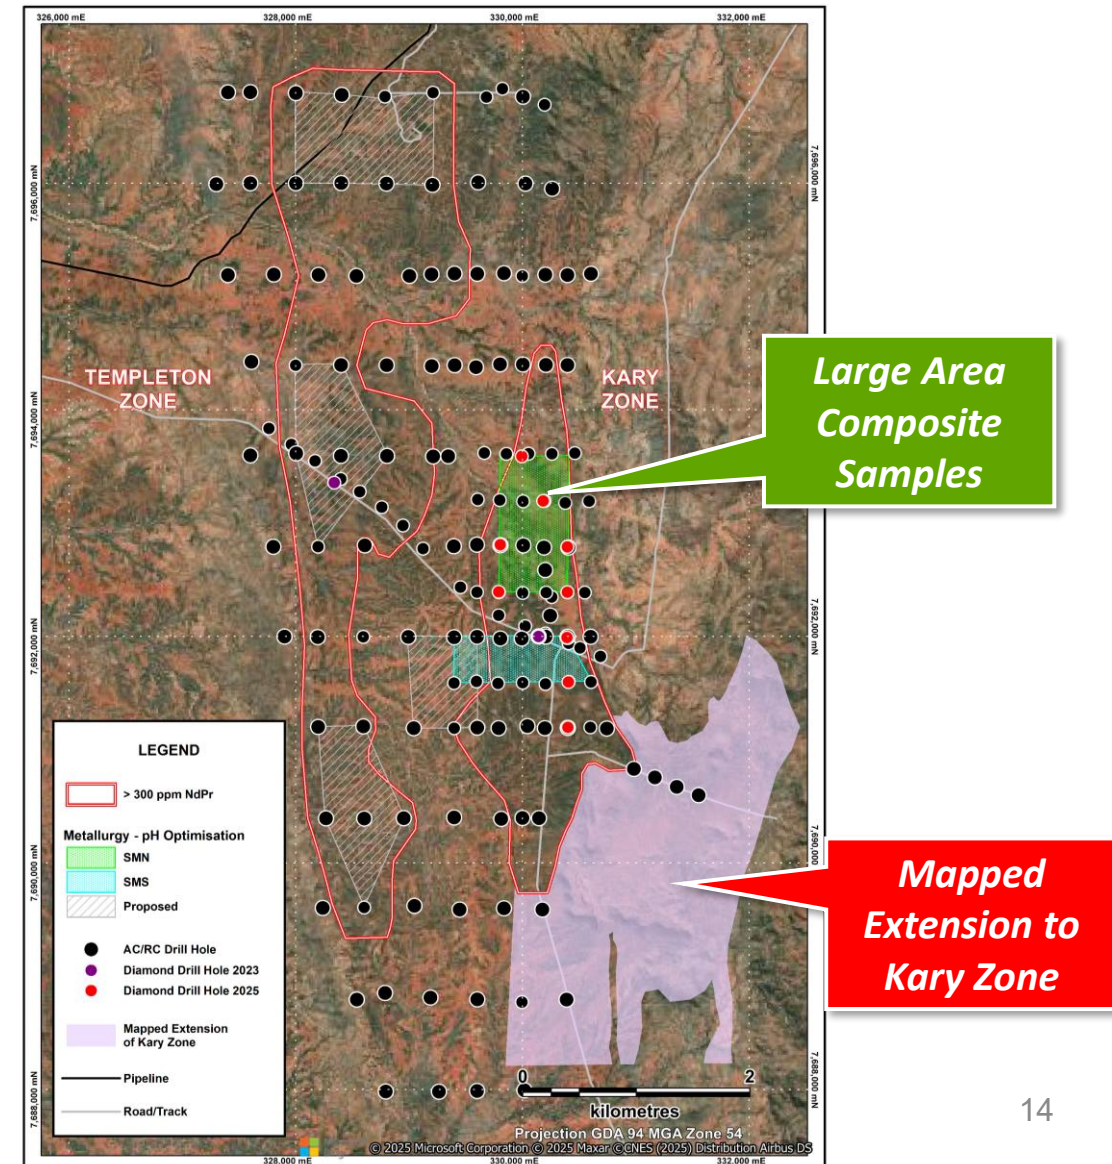 326,000 mE
328,000 mE
330,000 mE
332,000 mE
7,696,000 mN
7,696,000 mN
TEMPLETON
ZONE
KARY
ZONE
Large Area
Composite
Samples
7,694,000 mN
7,694,000 mN
7,692,000 mN
7,692,000 mN
LEGEND
> 300 ppm NdPr
Metallurgy - pH Optimisation
SMN
SMS
Proposed
AC/RC Drill Hole
Diamond Drill Hole 2023
Diamond Drill Hole 2025
Mapped Extension
of Kary Zone
Pipeline
Road/Track
7,690,000 mN
7,690,000
Mapped
Extension to
Kary Zone
7,688,000 mN
7,688,000 mN
0
2
kilometres
Projection GDA 94 MGA Zone 54
© 2025 Microsoft Corporation © 2025 Maxar ©CNES (2025) Distribution Airbus DS
328,000 mE
330,000 mE
332,000 mE
14